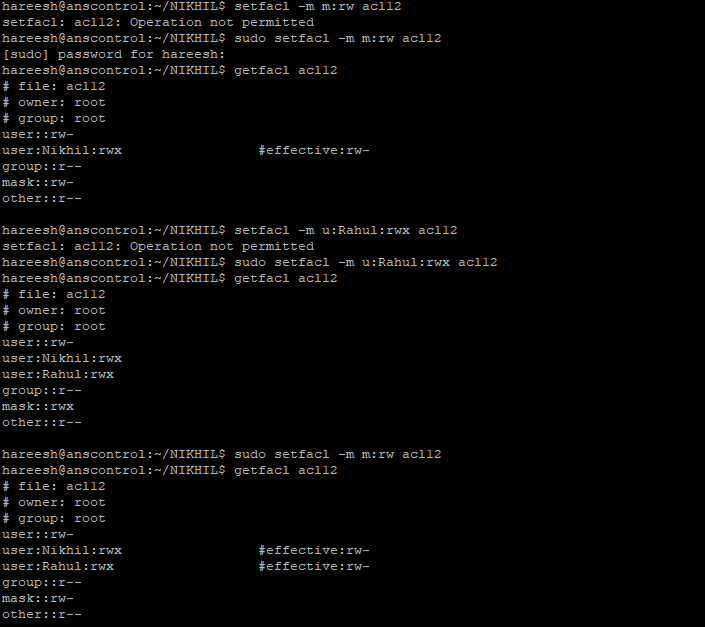 hareesh@anscontrol:~/NIKHIL$ setfacl -m m:rw acl12
setfacl: acl12: Operation not permitted
hareesh@anscontrol:~/NIKHIL$ sudo setfacl -m m:rw acl12
[sudo] password for hareesh:
hareesh@anscontrol:~/NIKHIL$ getfacl acl12
# file: acl12
# owner: root
# group: root
user::rw-
user:Nikhil:rwx                 #effective:rw-
group::r--
mask::rw-
other::r--

hareesh@anscontrol:~/NIKHIL$ setfacl -m u:Rahul:rwx acl12
setfacl: acl12: Operation not permitted
hareesh@anscontrol:~/NIKHIL$ sudo setfacl -m u:Rahul:rwx acl12
hareesh@anscontrol:~/NIKHIL$ getfacl acl12
# file: acl12
# owner: root
# group: root
user::rw-
user:Nikhil:rwx
user:Rahul:rwx
group::r--
mask::rwx
other::r--

hareesh@anscontrol:~/NIKHIL$ sudo setfacl -m m:rw acl12
hareesh@anscontrol:~/NIKHIL$ getfacl acl12
# file: acl12
# owner: root
# group: root
user::rw-
user:Nikhil:rwx                 #effective:rw-
user:Rahul:rwx                  #effective:rw-
group::r--
mask::rw-
other::r--